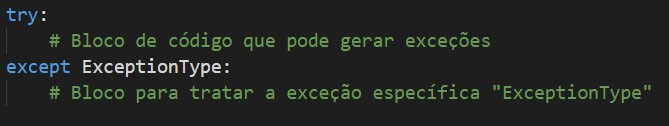 try:
    # Bloco de código que pode gerar exceções
except ExceptionType:
    # Bloco para tratar a exceção específica "ExceptionType"